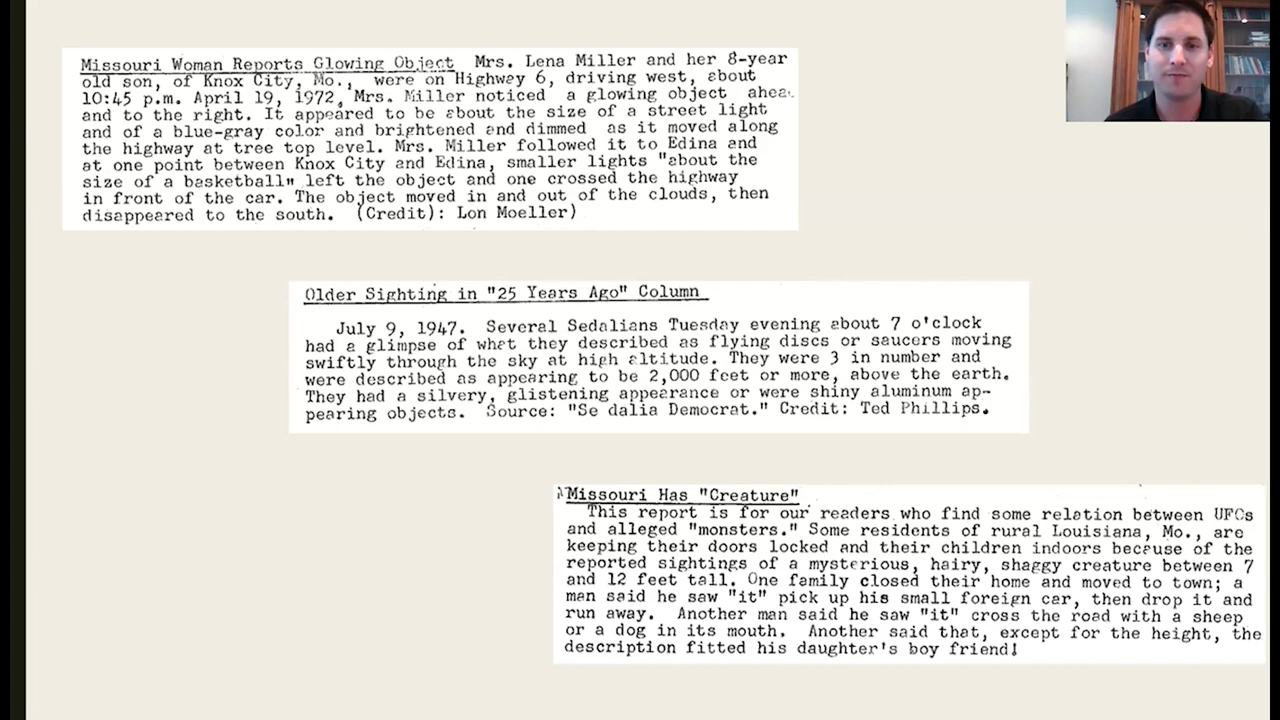 Missouri Woman Reports Glowing Object Mrs. Lena Miller and her 8-year
old son, of Knox City, Mo., were on Highway 6, driving west, about
10:45 p.m. April 19, 1972, Mrs. Miller noticed a glowing object ahea
and to the right. It appeared to be about the size of a street light
and of a blue-gray color and brightened and dimmed as it moved along
the highway at tree top level. Mrs. Miller followed it to Edina and
at one point between Knox City and Edina, smaller lights "about the
size of a basketball" left the object and one crossed the highway
in front of the car. The object moved in and out of the clouds, then
disappeared to the south. (Credit): Lon Moeller)
Older Sighting in "25 Years Ago" Column
July 9, 1947. Several Sedalians Tuesday evening about 7 o'clock
had a glimpse of what they described as flying discs or saucers moving
swiftly through the sky at high altitude. They were 3 in number and
were described as appearing to be 2,000 feet or more, above the earth.
They had a silvery, glistening appearance or were shiny aluminum ap-
pearing objects. Source: "Se dalia Democrat." Credit: Ted Phillips.
Missouri Has "Creature"
This report is for our readers who find some relation between UFOs
and alleged "monsters." Some residents of rural Louisiana, Mo., are
keeping their doors locked and their children indoors because of the
reported sightings of a mysterious, hairy, shaggy creature between 7
and 12 feet tall. One family closed their home and moved to town; a
man said he saw "it" pick up his small foreign car, then drop it and
run away. Another man said he saw "it" cross the road with a sheep
or a dog in its mouth. Another said that, except for the height, the
description fitted his daughter's boy friend!